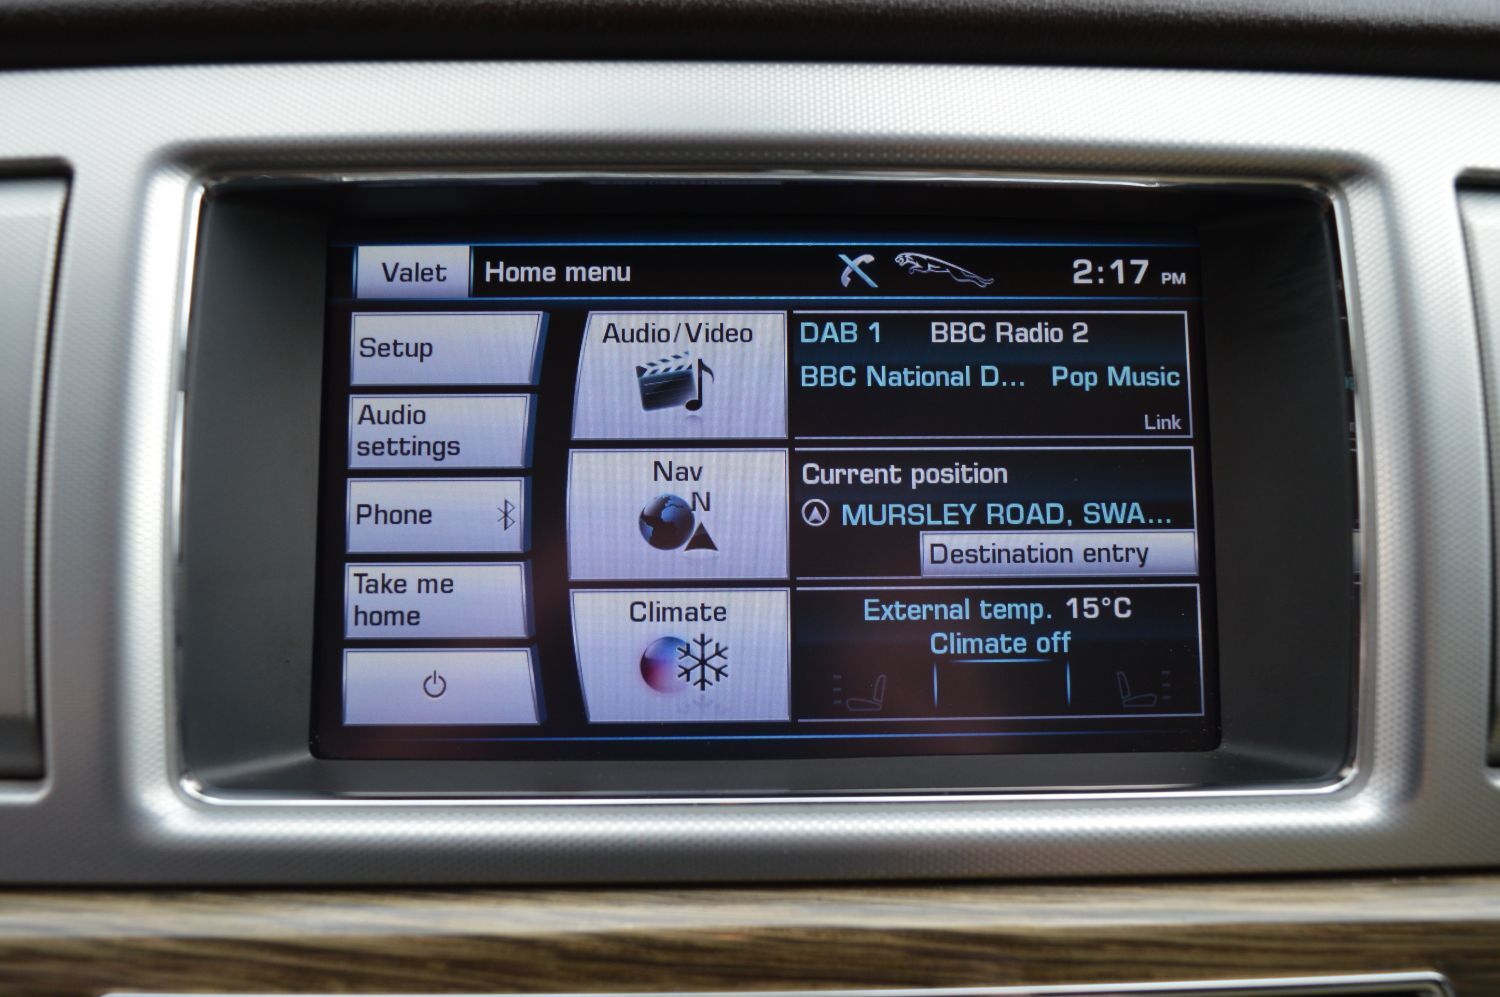 Valet Home menu 2:17 PM
Setup
Audio
settings
Phone
Take me
home
Audio/Video
Nav
N
Climate
DAB 1 BBC Radio 2
BBC National D... Pop Music
Link
Current position
MURSLEY ROAD, SWA...
Destination entry
External temp. 15°C
Climate off